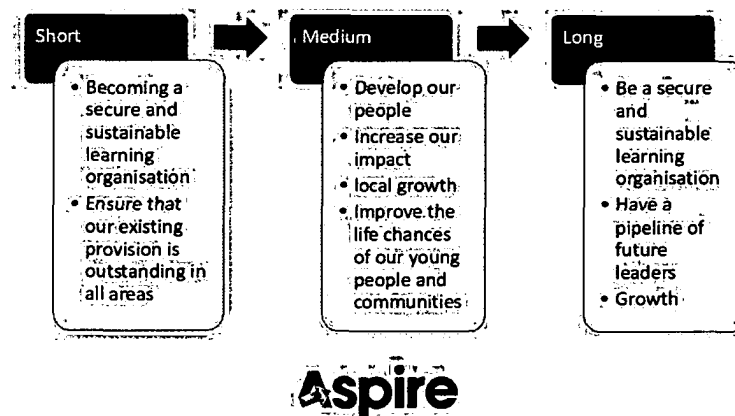 Short
• Becoming a
secure and
sustainable
learning
organisation
• Ensure that
our existing
provision is
outstanding in
all areas
Medium
• Develop our
people
• Increase our
impact
• local growth
• Improve the
life chances
of our young
people and
communities
Long
• Be a secure
and
sustainable
learning
organisation
• Have a
pipeline of
future
leaders
• Growth
Aspire